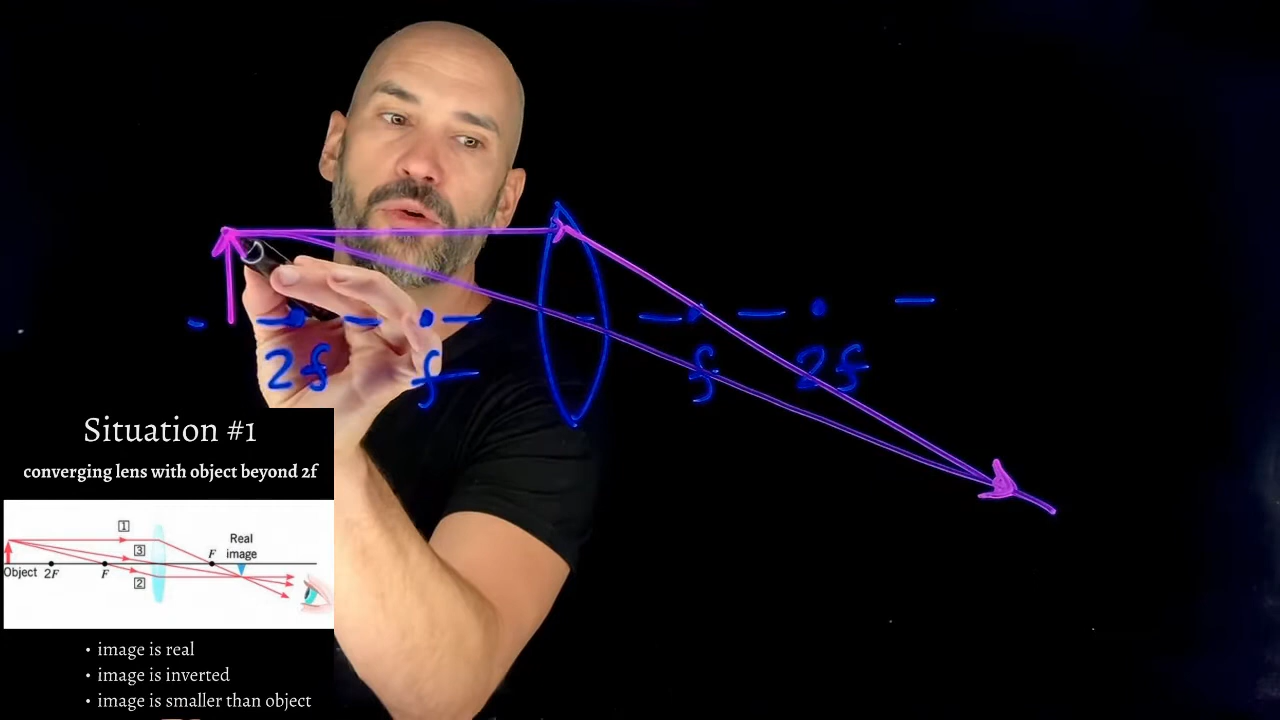 2f f f 2f
Situation #1
converging lens with object beyond 2f
1
3
Real
image
F
Object 2F F
2
• image is real
• image is inverted
• image is smaller than object